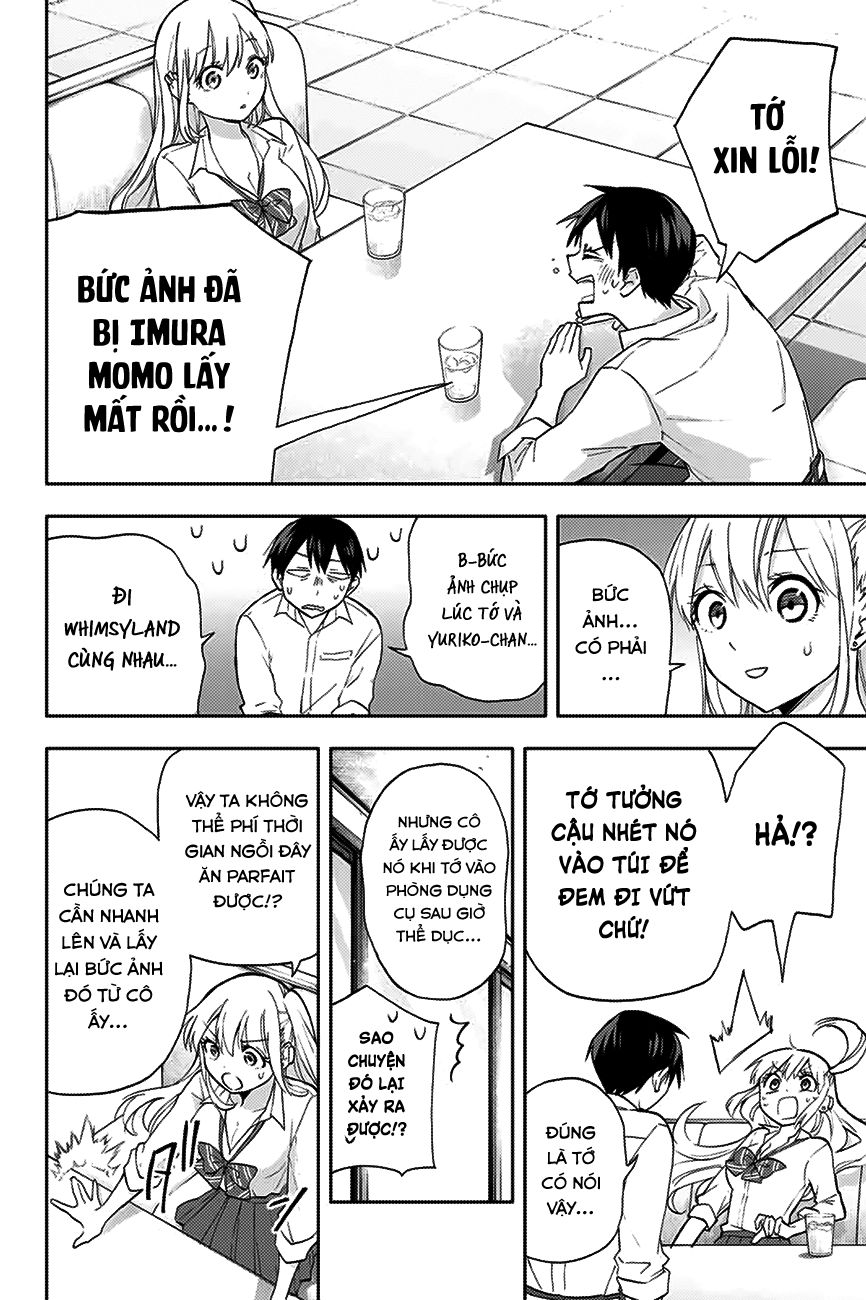 TỚ
XIN LỖI!
BỨC ẢNH ĐÃ
BỊ IMURA
MOMO LẤY
MẤT RỒI...!
BỨC
ẢNH...
CÓ PHẢI
...
B-BỨC
ẢNH CHỤP
LÚC TỚ VÀ
YURIKO-CHAN...
ĐI
WHIMSYLAND
CÙNG NHAU...
HẢ!?
TỚ TƯỞNG
CẬU NHÉT NÓ
VÀO TÚI ĐỂ
ĐEM ĐI VỨT
CHỨ!
ĐÚNG
LÀ TỚ
CÓ NÓI
VẬY...
NHƯNG CÔ
ẤY LẤY ĐƯỢC
NÓ KHI TỚ VÀO
PHÒNG DỤNG
CỤ SAU GIỜ
THỂ DỤC...
SAO
CHUYỆN
ĐÓ LẠI
XẢY RA
ĐƯỢC!?
VẬY TA KHÔNG
THỂ PHÍ THỜI
GIAN NGỒI ĐÂY
ĂN PARFAIT
ĐƯỢC!?
CHÚNG TA
CẦN NHANH
LÊN VÀ LẤY
LẠI BỨC ẢNH
ĐÓ TỪ CÔ
ẤY...